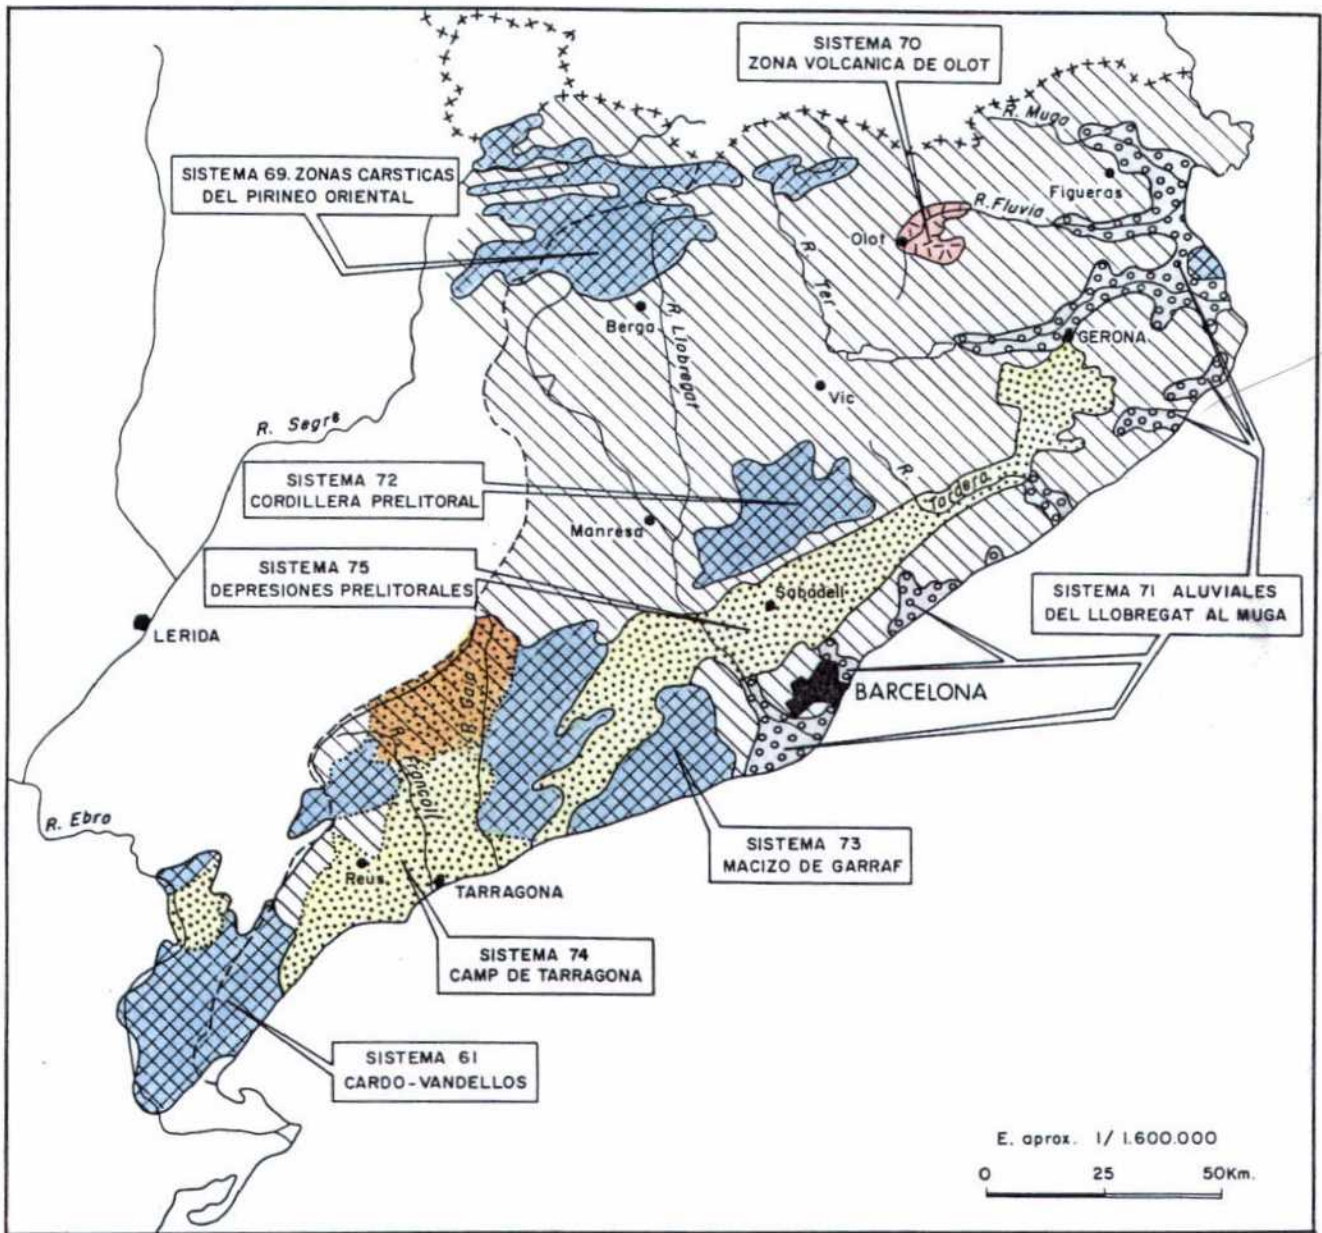 SISTEMA 70
ZONA VOLCANICA DE OLOT
R. Muga
SISTEMA 69. ZONAS CARSTICAS
DEL PIRINEO ORIENTAL
Figueras
R. Fluvia
Olot
R. Ter
Berga
R. Llabregat
GERONA
Vic
R. Segre
SISTEMA 72
CORDILLERA PRELITORAL
R. Tardera
Manresa
SISTEMA 75
DEPRESIONES PRELITORALES
Sabadell
SISTEMA 71 ALUVIALES
DEL LLOBREGAT AL MUGA
LERIDA
BARCELONA
R. Gaia
R. Francoli
R. Ebro
SISTEMA 73
MACIZO DE GARRAF
Reus
TARRAGONA
SISTEMA 74
CAMP DE TARRAGONA
SISTEMA 61
CARDO-VANDELLOS
E. aprox. 1/ 1.600.000
0 25 50Km.